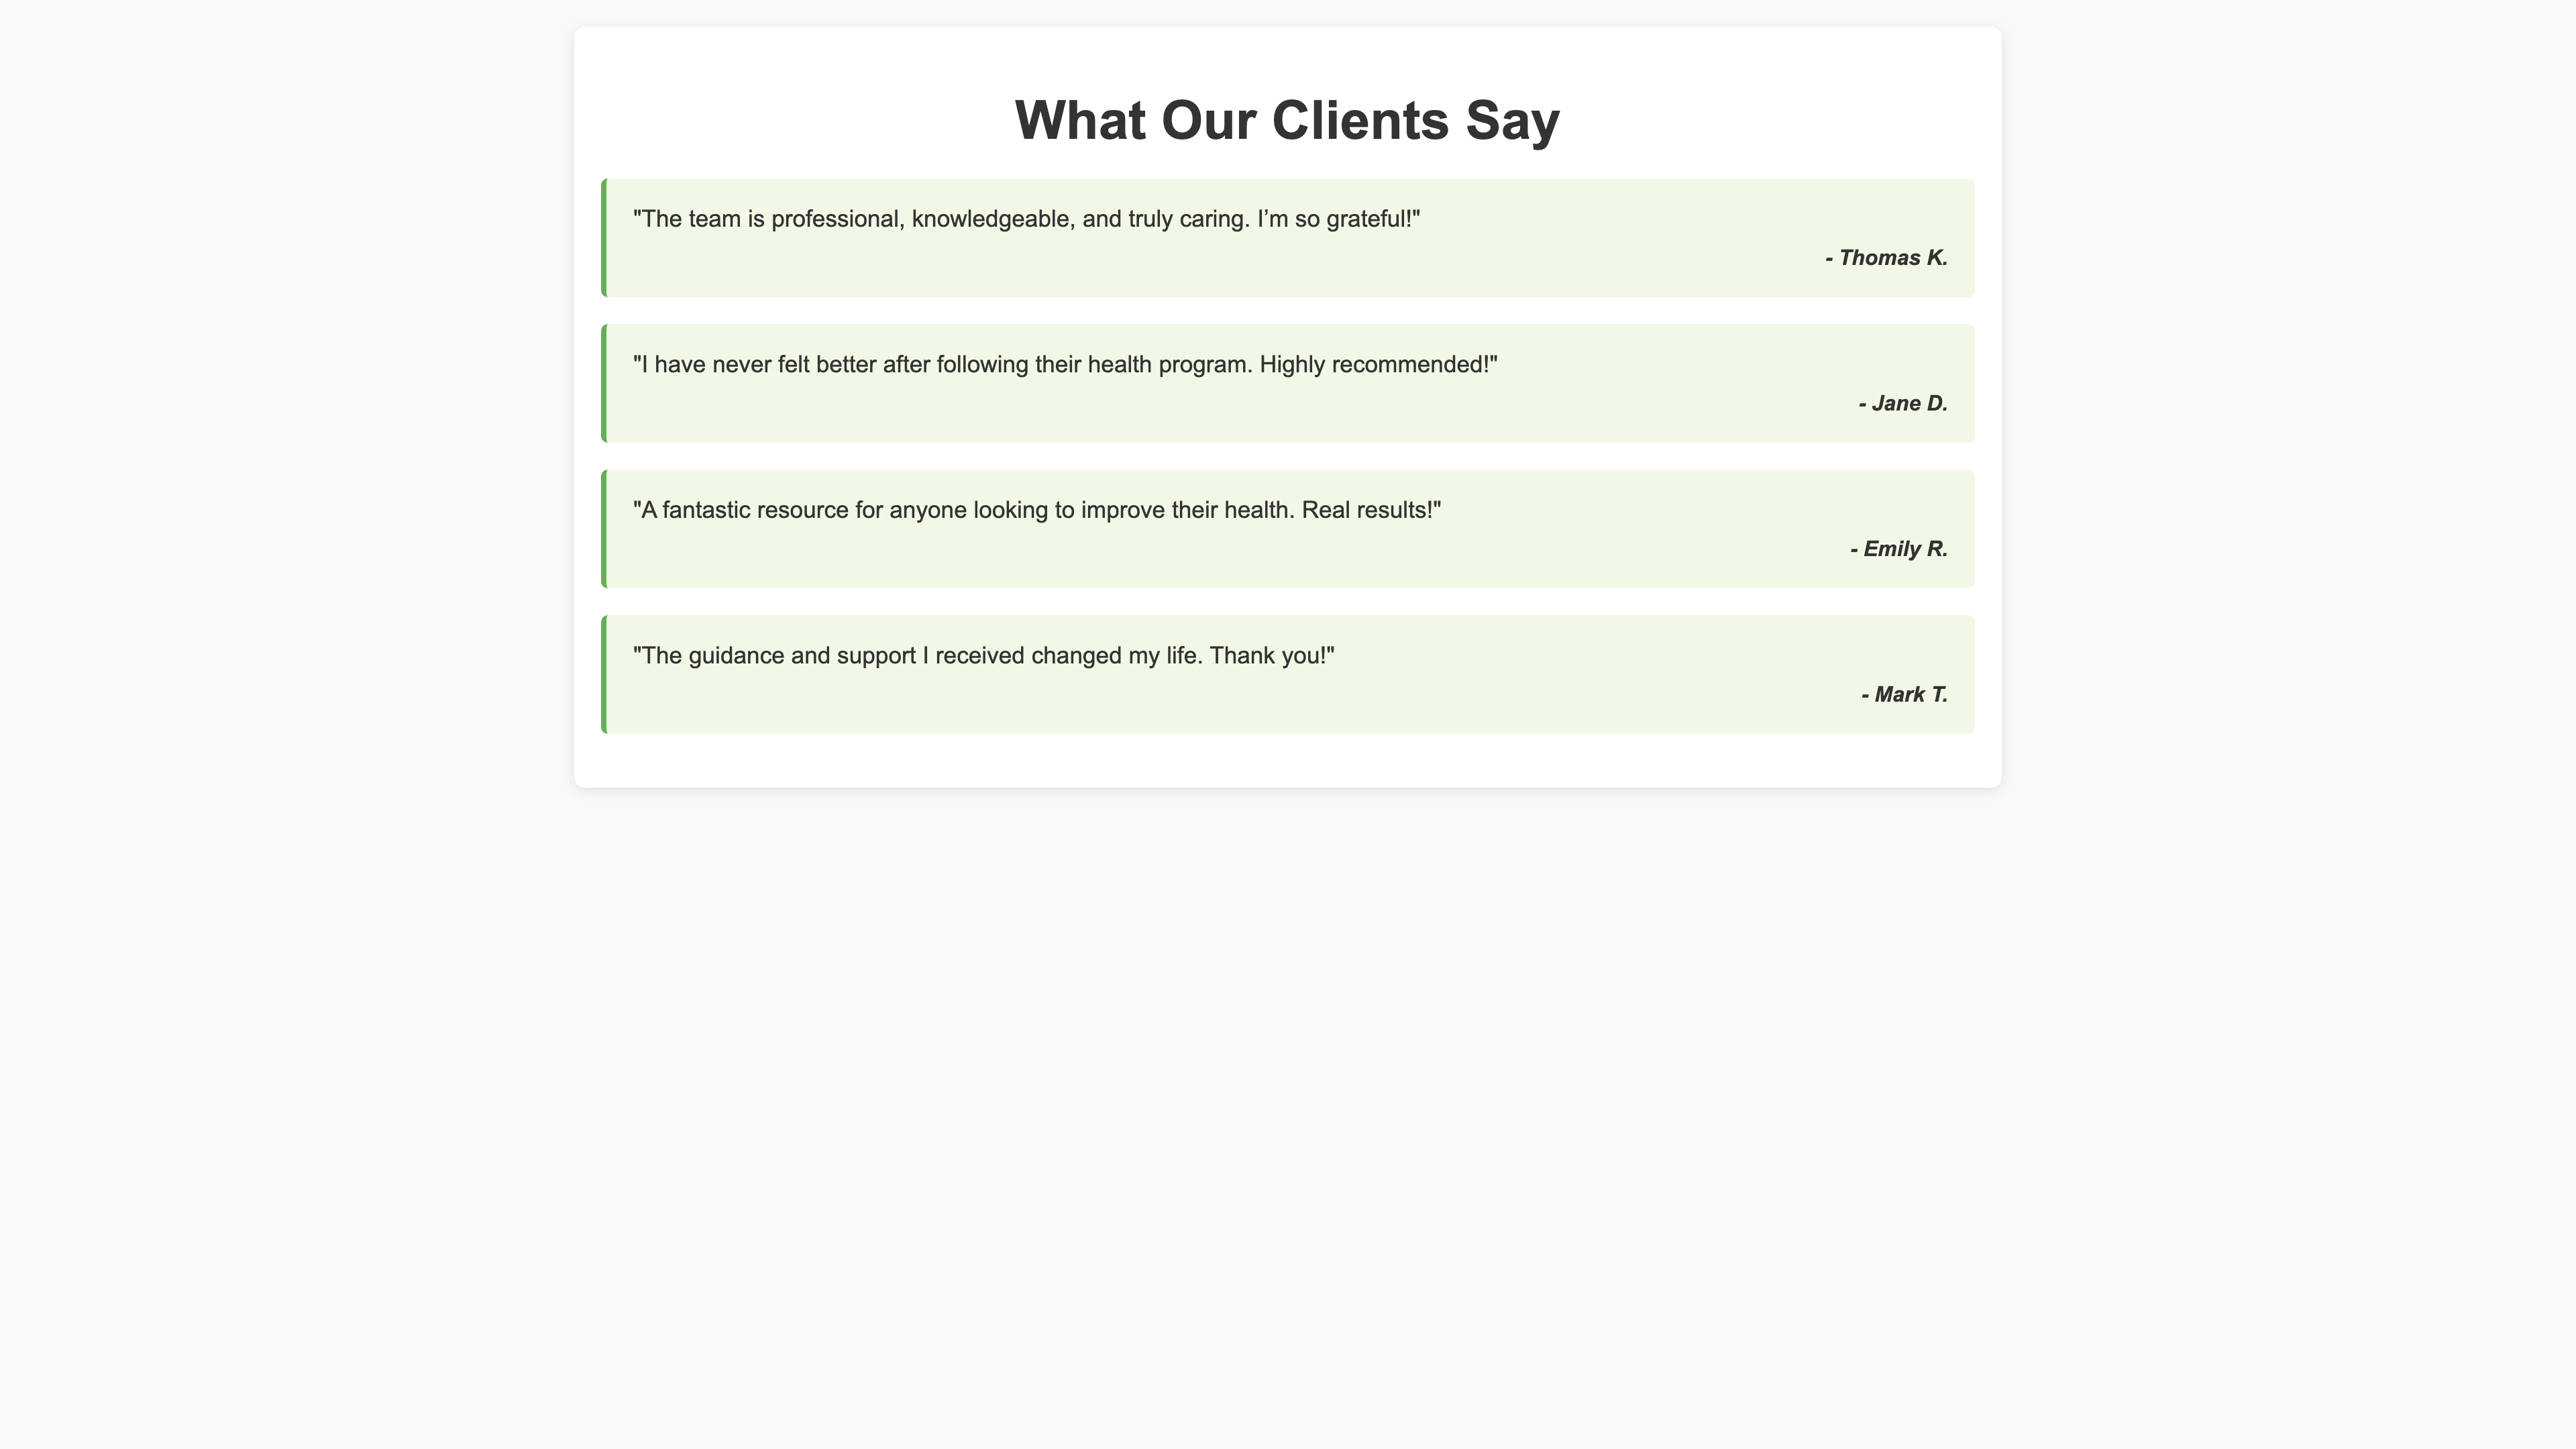 What Our Clients Say
"The team is professional, knowledgeable, and truly caring. I’m so grateful!"
- Thomas K.
"I have never felt better after following their health program. Highly recommended!"
- Jane D.
"A fantastic resource for anyone looking to improve their health. Real results!"
- Emily R.
"The guidance and support I received changed my life. Thank you!"
- Mark T.